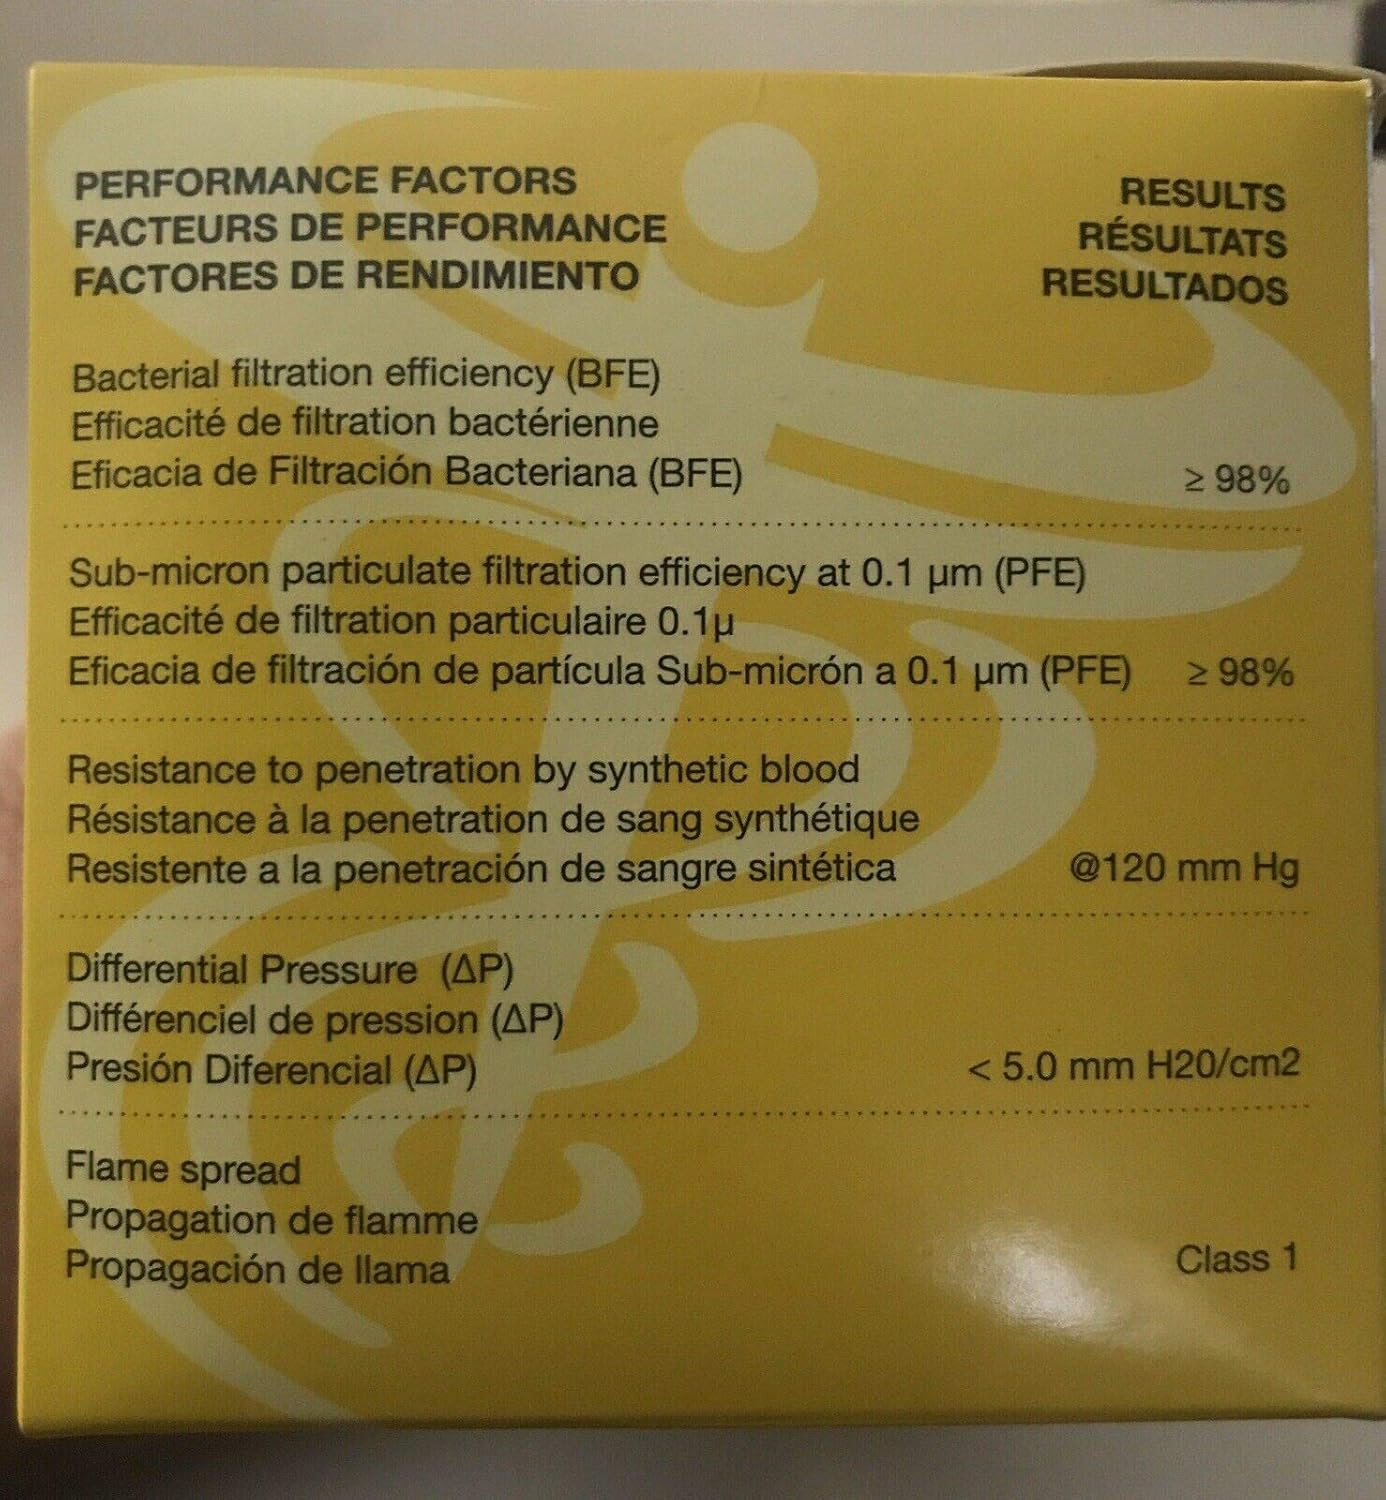 PERFORMANCE FACTORS
FACTEURS DE PERFORMANCE
FACTORES DE RENDIMIENTO
RESULTS
RÉSULTATS
RESULTADOS
Bacterial filtration efficiency (BFE)
Efficacité de filtration bactérienne
Eficacia de Filtración Bacteriana (BFE) ≥ 98%
Sub-micron particulate filtration efficiency at 0.1 µm (PFE)
Efficacité de filtration particulaire 0.1µ
Eficacia de filtración de partícula Sub-micrón a 0.1 µm (PFE) ≥ 98%
Resistance to penetration by synthetic blood
Résistance à la penetration de sang synthétique
Resistente a la penetración de sangre sintética @120 mm Hg
Differential Pressure (ΔP)
Différenciel de pression (ΔP)
Presión Diferencial (ΔP) < 5.0 mm H20/cm2
Flame spread
Propagation de flamme
Propagación de llama Class 1